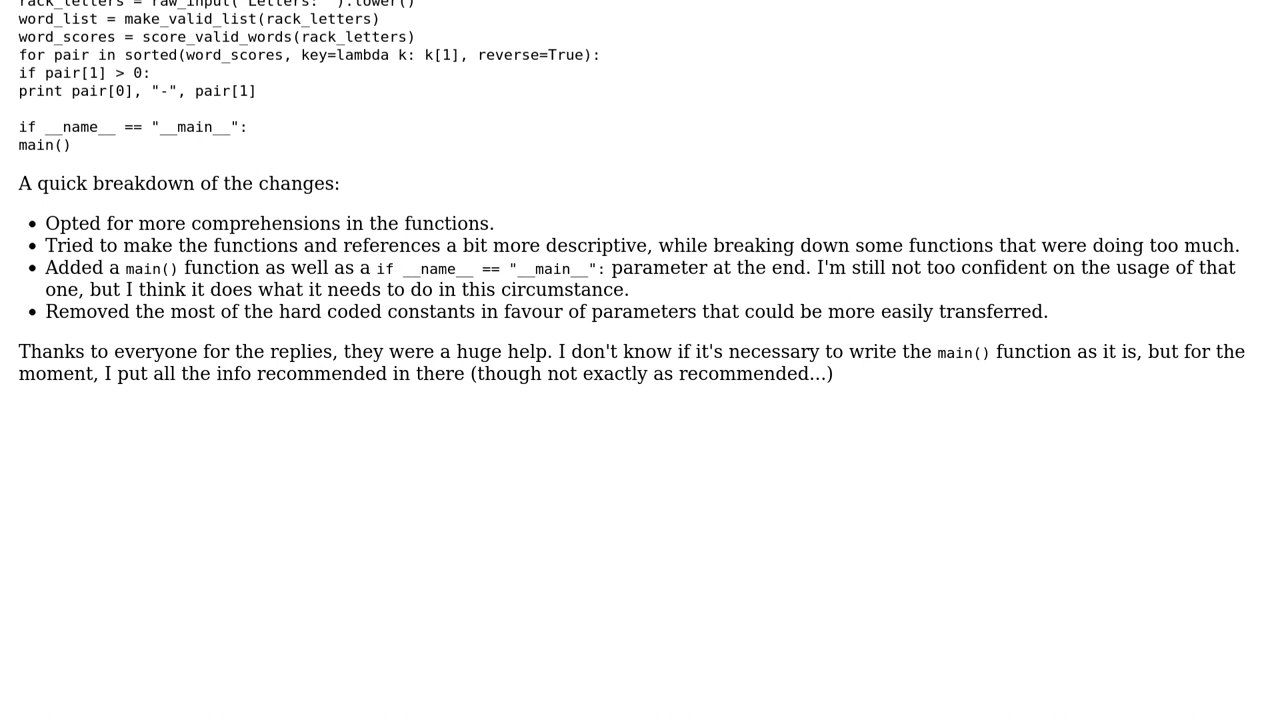 rack_letters = raw_input("Letters: ").lower()
word_list = make_valid_list(rack_letters)
word_scores = score_valid_words(rack_letters)
for pair in sorted(word_scores, key=lambda k: k[1], reverse=True):
if pair[1] > 0:
print pair[0], "-", pair[1]
if __name__ == "__main__":
main()
A quick breakdown of the changes:
• Opted for more comprehensions in the functions.
• Tried to make the functions and references a bit more descriptive, while breaking down some functions that were doing too much.
• Added a main() function as well as a if __name__ == "__main__": parameter at the end. I'm still not too confident on the usage of that
one, but I think it does what it needs to do in this circumstance.
• Removed the most of the hard coded constants in favour of parameters that could be more easily transferred.
Thanks to everyone for the replies, they were a huge help. I don't know if it's necessary to write the main() function as it is, but for the
moment, I put all the info recommended in there (though not exactly as recommended...)